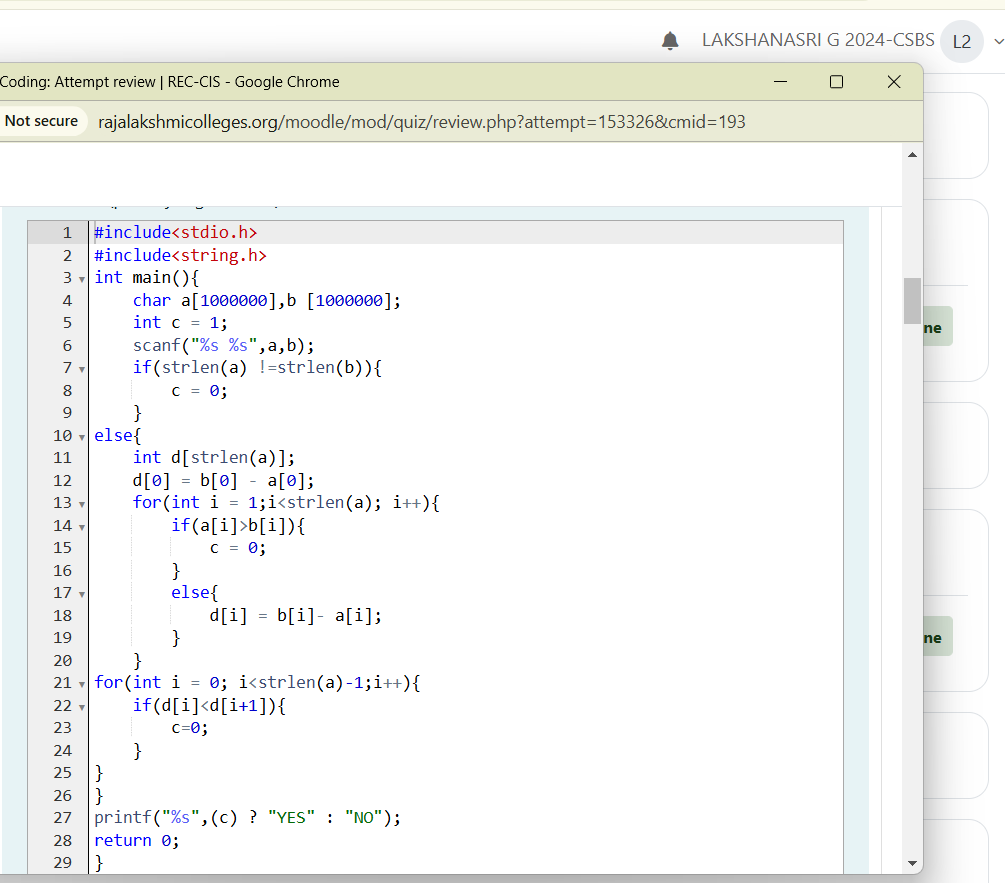 LAKSHANASRI G 2024-CSBS L2
Coding: Attempt review | REC-CIS - Google Chrome
Not secure rajalakshmicolleges.org/moodle/mod/quiz/review.php?attempt=153326&cmid=193
1 #include<stdio.h>
2 #include<string.h>
3 int main(){
4 char a[1000000],b [1000000];
5 int c = 1;
6 scanf("%s %s",a,b);
7 if(strlen(a) !=strlen(b)){
8 c = 0;
9 }
10 else{
11 int d[strlen(a)];
12 d[0] = b[0] - a[0];
13 for(int i = 1;i<strlen(a); i++){
14 if(a[i]>b[i]){
15 c = 0;
16 }
17 else{
18 d[i] = b[i]- a[i];
19 }
20 }
21 for(int i = 0; i<strlen(a)-1;i++){
22 if(d[i]<d[i+1]){
23 c=0;
24 }
25 }
26 }
27 printf("%s",(c) ? "YES" : "NO");
28 return 0;
29 }
ne
ne